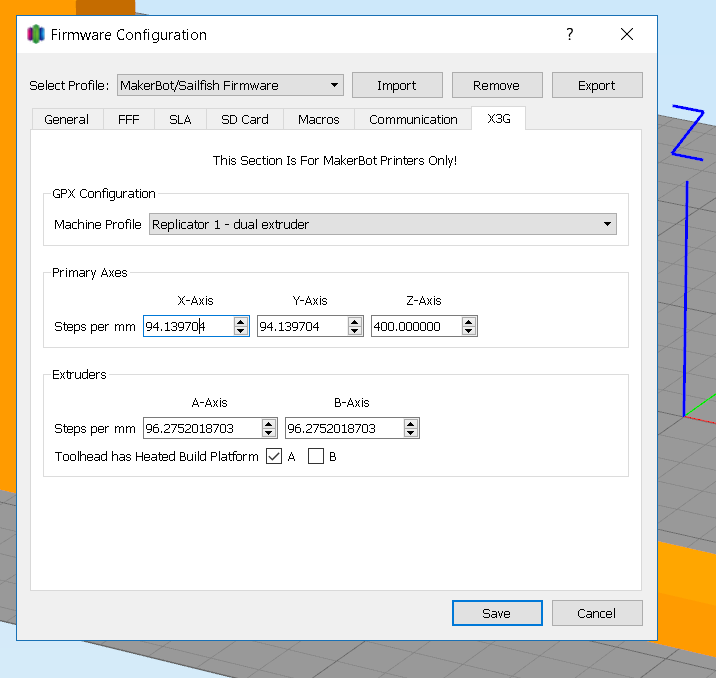 Firmware Configuration ?
Select Profile: MakerBot/Sailfish Firmware Import Remove Export
General FFF SLA SD Card Macros Communication X3G
This Section Is For MakerBot Printers Only!
GPX Configuration
Machine Profile Replicator 1 - dual extruder
Primary Axes
X-Axis Y-Axis Z-Axis
Steps per mm 94.139704 94.139704 400.000000
Extruders
A-Axis B-Axis
Steps per mm 96.2752018703 96.2752018703
Toolhead has Heated Build Platform A B
Save Cancel
Z